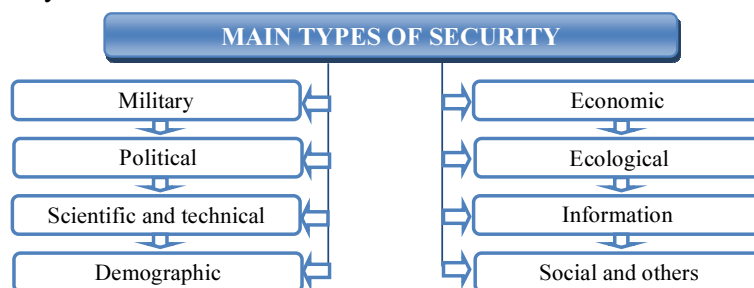 MAIN TYPES OF SECURITY
Military
Economic
Political
Ecological
Scientific and technical
Information
Demographic
Social and others